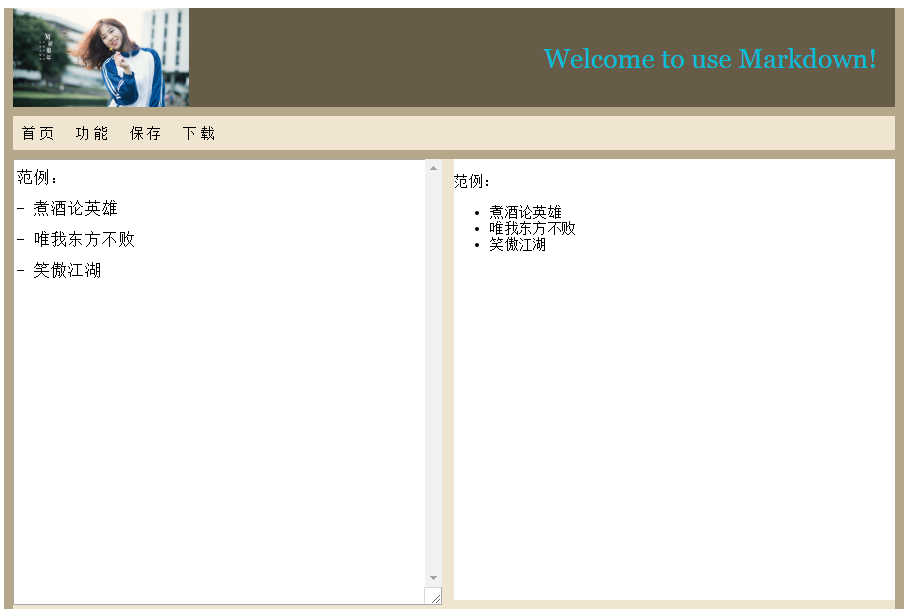 Welcome to use Markdown!
首页 功能 保存 下载
范例：
- 煮酒论英雄
- 唯我东方不败
- 笑傲江湖
范例：
• 煮酒论英雄
• 唯我东方不败
• 笑傲江湖